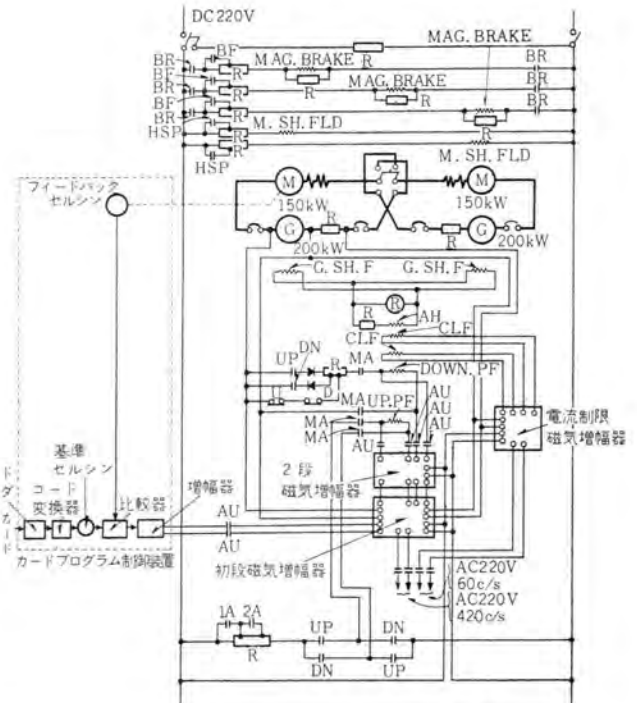 DC220V
BF
MAG. BRAKE
MAG. BRAKE
R
BR
BR
R
R
BF
MAG. BRAKE
BR
BR
R
R
BF
R
R
BR
BR
HSP
R
M. SH. FLD
R
HSP
M. SH. FLD
フィードバック
セルシン
M
M
150kW
150kW
R
R
G
G
200kW
200kW
G. SH. F
G. SH. F
R
R
AH
CLF
CLF
DN
UP
R
MA
DOWN. PF
U
D
AU
MA
UP. PF
AU
MA
AU
MA
AU
電流制限
磁気増幅器
2段
磁気増幅器
基準
セルシン
コード
変換器
比較器
増幅器
ド
ダ
カード
AU
AU
カードプログラム制御装置
初段磁気増幅器
AC220V
60c/s
AC220V
420c/s
1A
2A
R
UP
DN
DN
UP